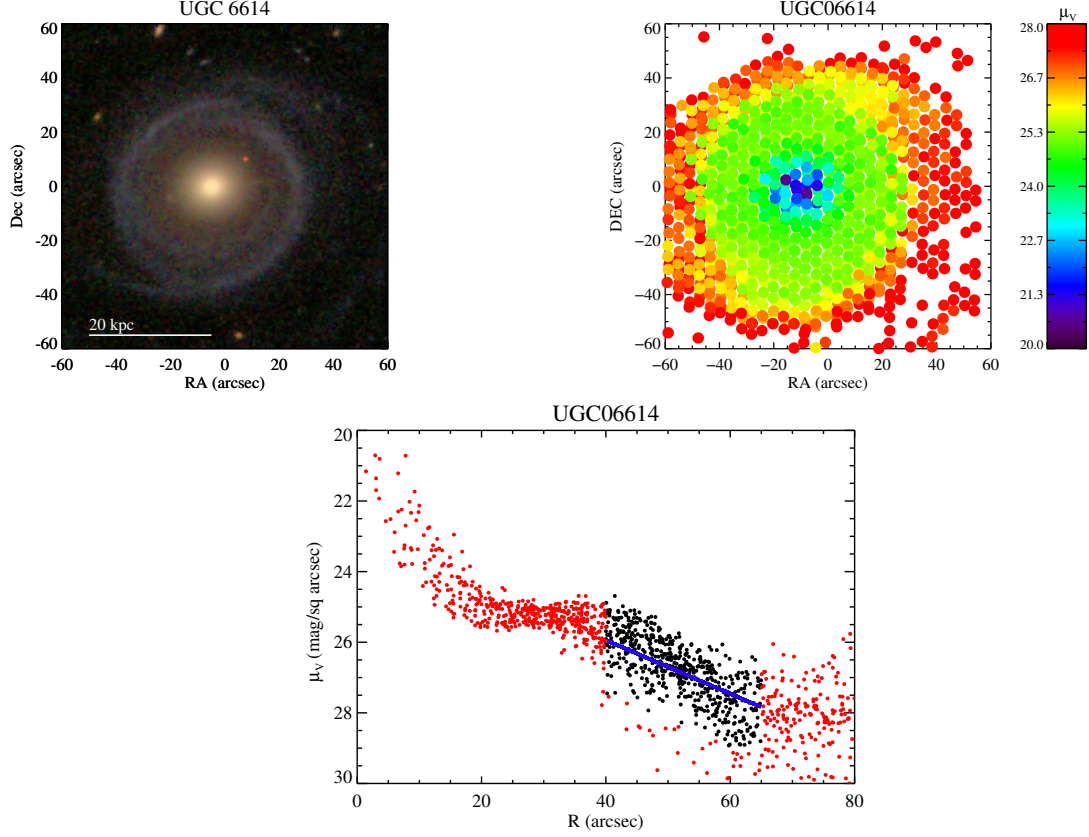 UGC 6614
60
40
20
0
-20
-40
-60
Dec (arcsec)
20 kpc
-60 -40 -20 0 20 40 60
RA (arcsec)
UGC06614
60
40
20
0
−20
−40
−60
DEC (arcsec)
−60 −40 −20 0 20 40 60
RA (arcsec)
μV
28.0
26.7
25.3
24.0
22.7
21.3
20.0
UGC06614
20
22
24
26
28
30
μV (mag/sq arcsec)
0 20 40 60 80
R (arcsec)